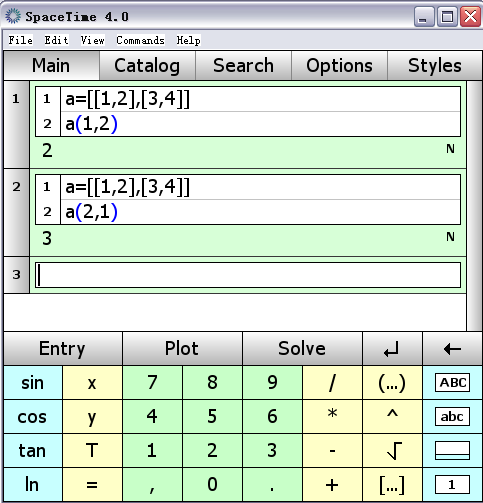 SpaceTime 4.0
File Edit View Commands Help
Main Catalog Search Options Styles
1
1 a=[[1,2],[3,4]]
2 a(1,2)
2 N
2
1 a=[[1,2],[3,4]]
2 a(2,1)
3 N
3
Entry Plot Solve ↵ ←
sin x 7 8 9 / (...) ABC
cos y 4 5 6 * ^ abc
tan T 1 2 3 - √
ln = , 0 . + [...] 1